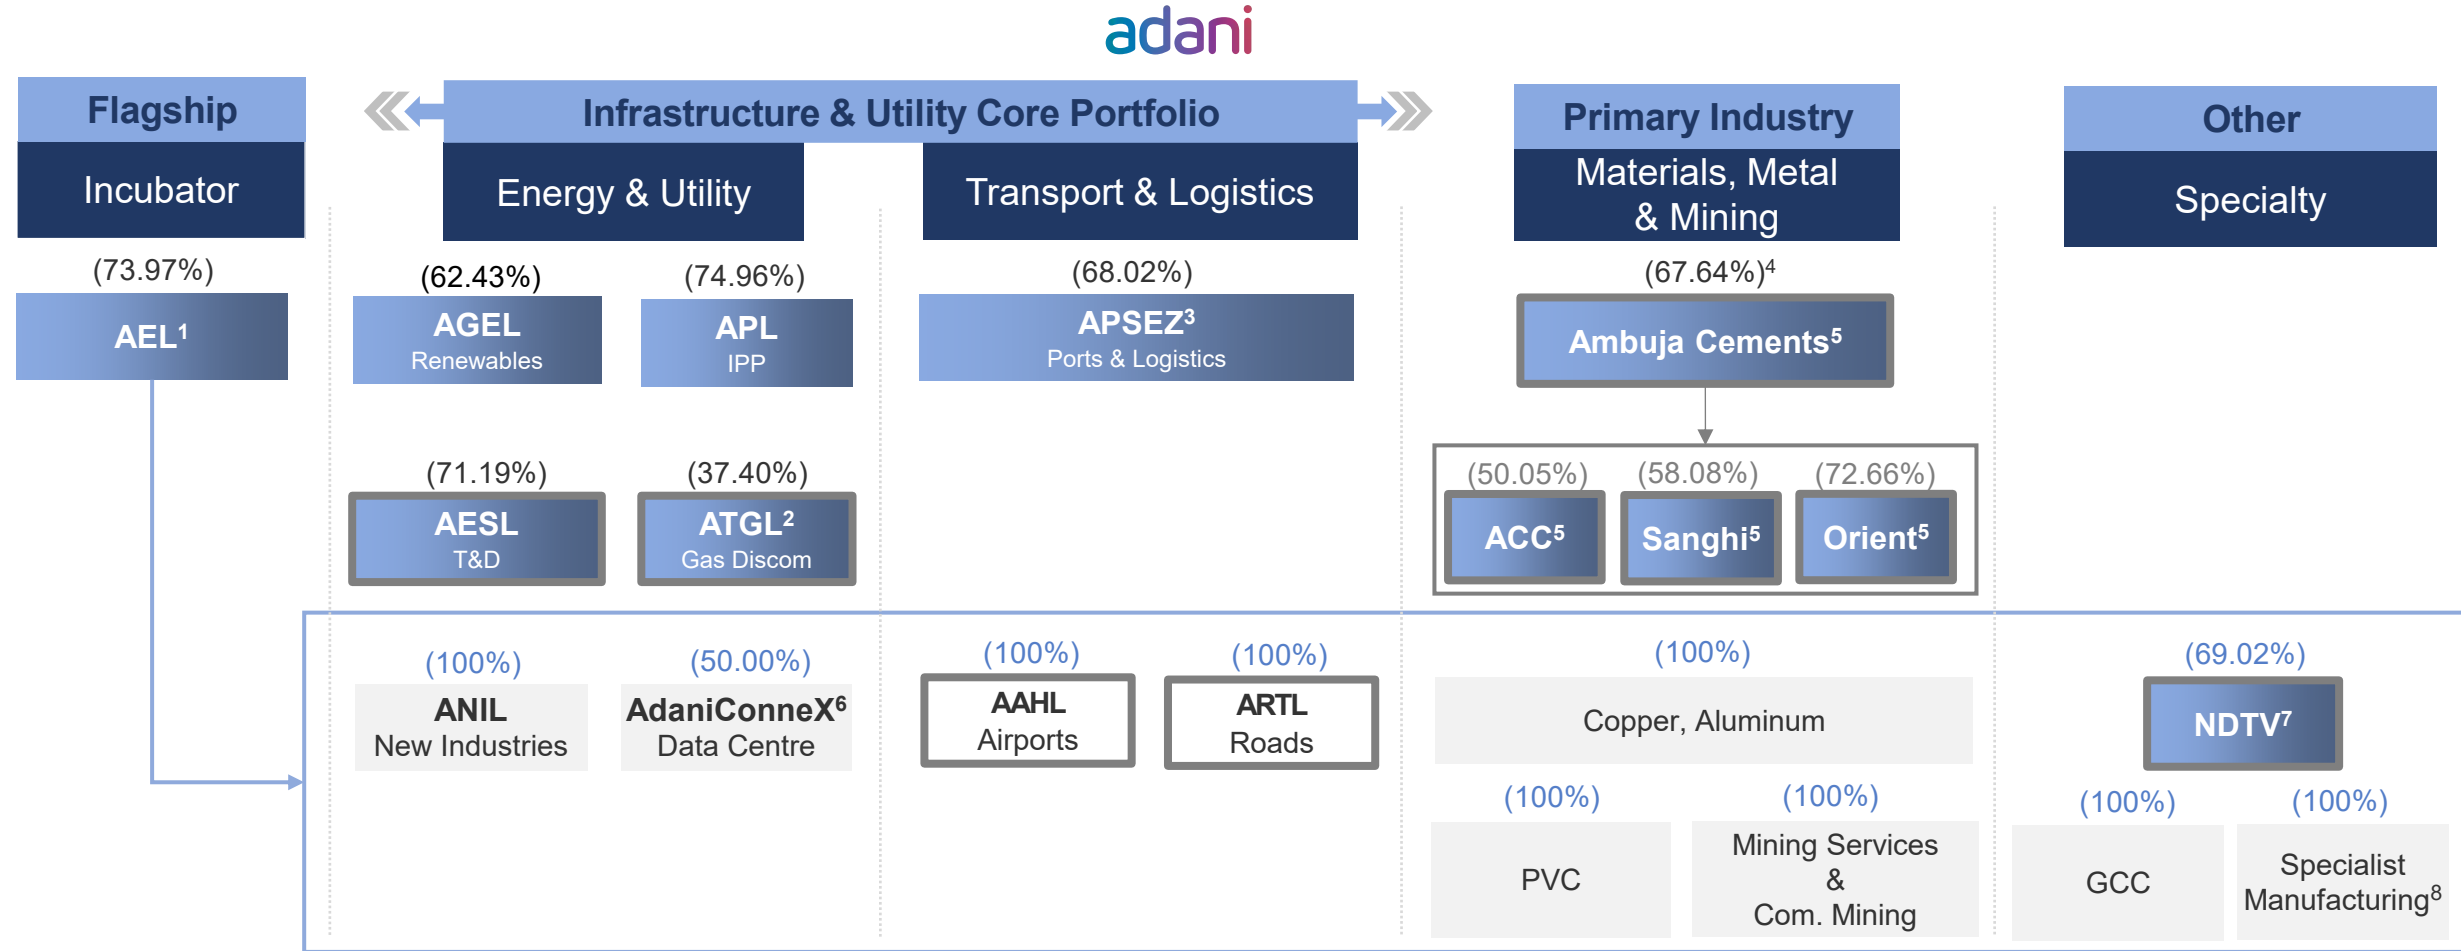 adani
Flagship
Infrastructure & Utility Core Portfolio
Primary Industry
Other
Incubator
Energy & Utility
Transport & Logistics
Materials, Metal
& Mining
Specialty
(73.97%)
AEL¹
(62.43%)
AGEL
Renewables
(74.96%)
APL
IPP
(68.02%)
APSEZ³
Ports & Logistics
(67.64%)⁴
Ambuja Cements⁵
(71.19%)
AESL
T&D
(37.40%)
ATGL²
Gas Discom
(50.05%)
ACC⁵
(58.08%)
Sanghi⁵
(72.66%)
Orient⁵
(100%)
ANIL
New Industries
(50.00%)
AdaniConneX⁶
Data Centre
(100%)
AAHL
Airports
(100%)
ARTL
Roads
(100%)
Copper, Aluminum
(100%)
PVC
(100%)
Mining Services
&
Com. Mining
(69.02%)
NDTV⁷
(100%)
GCC
(100%)
Specialist
Manufacturing⁸